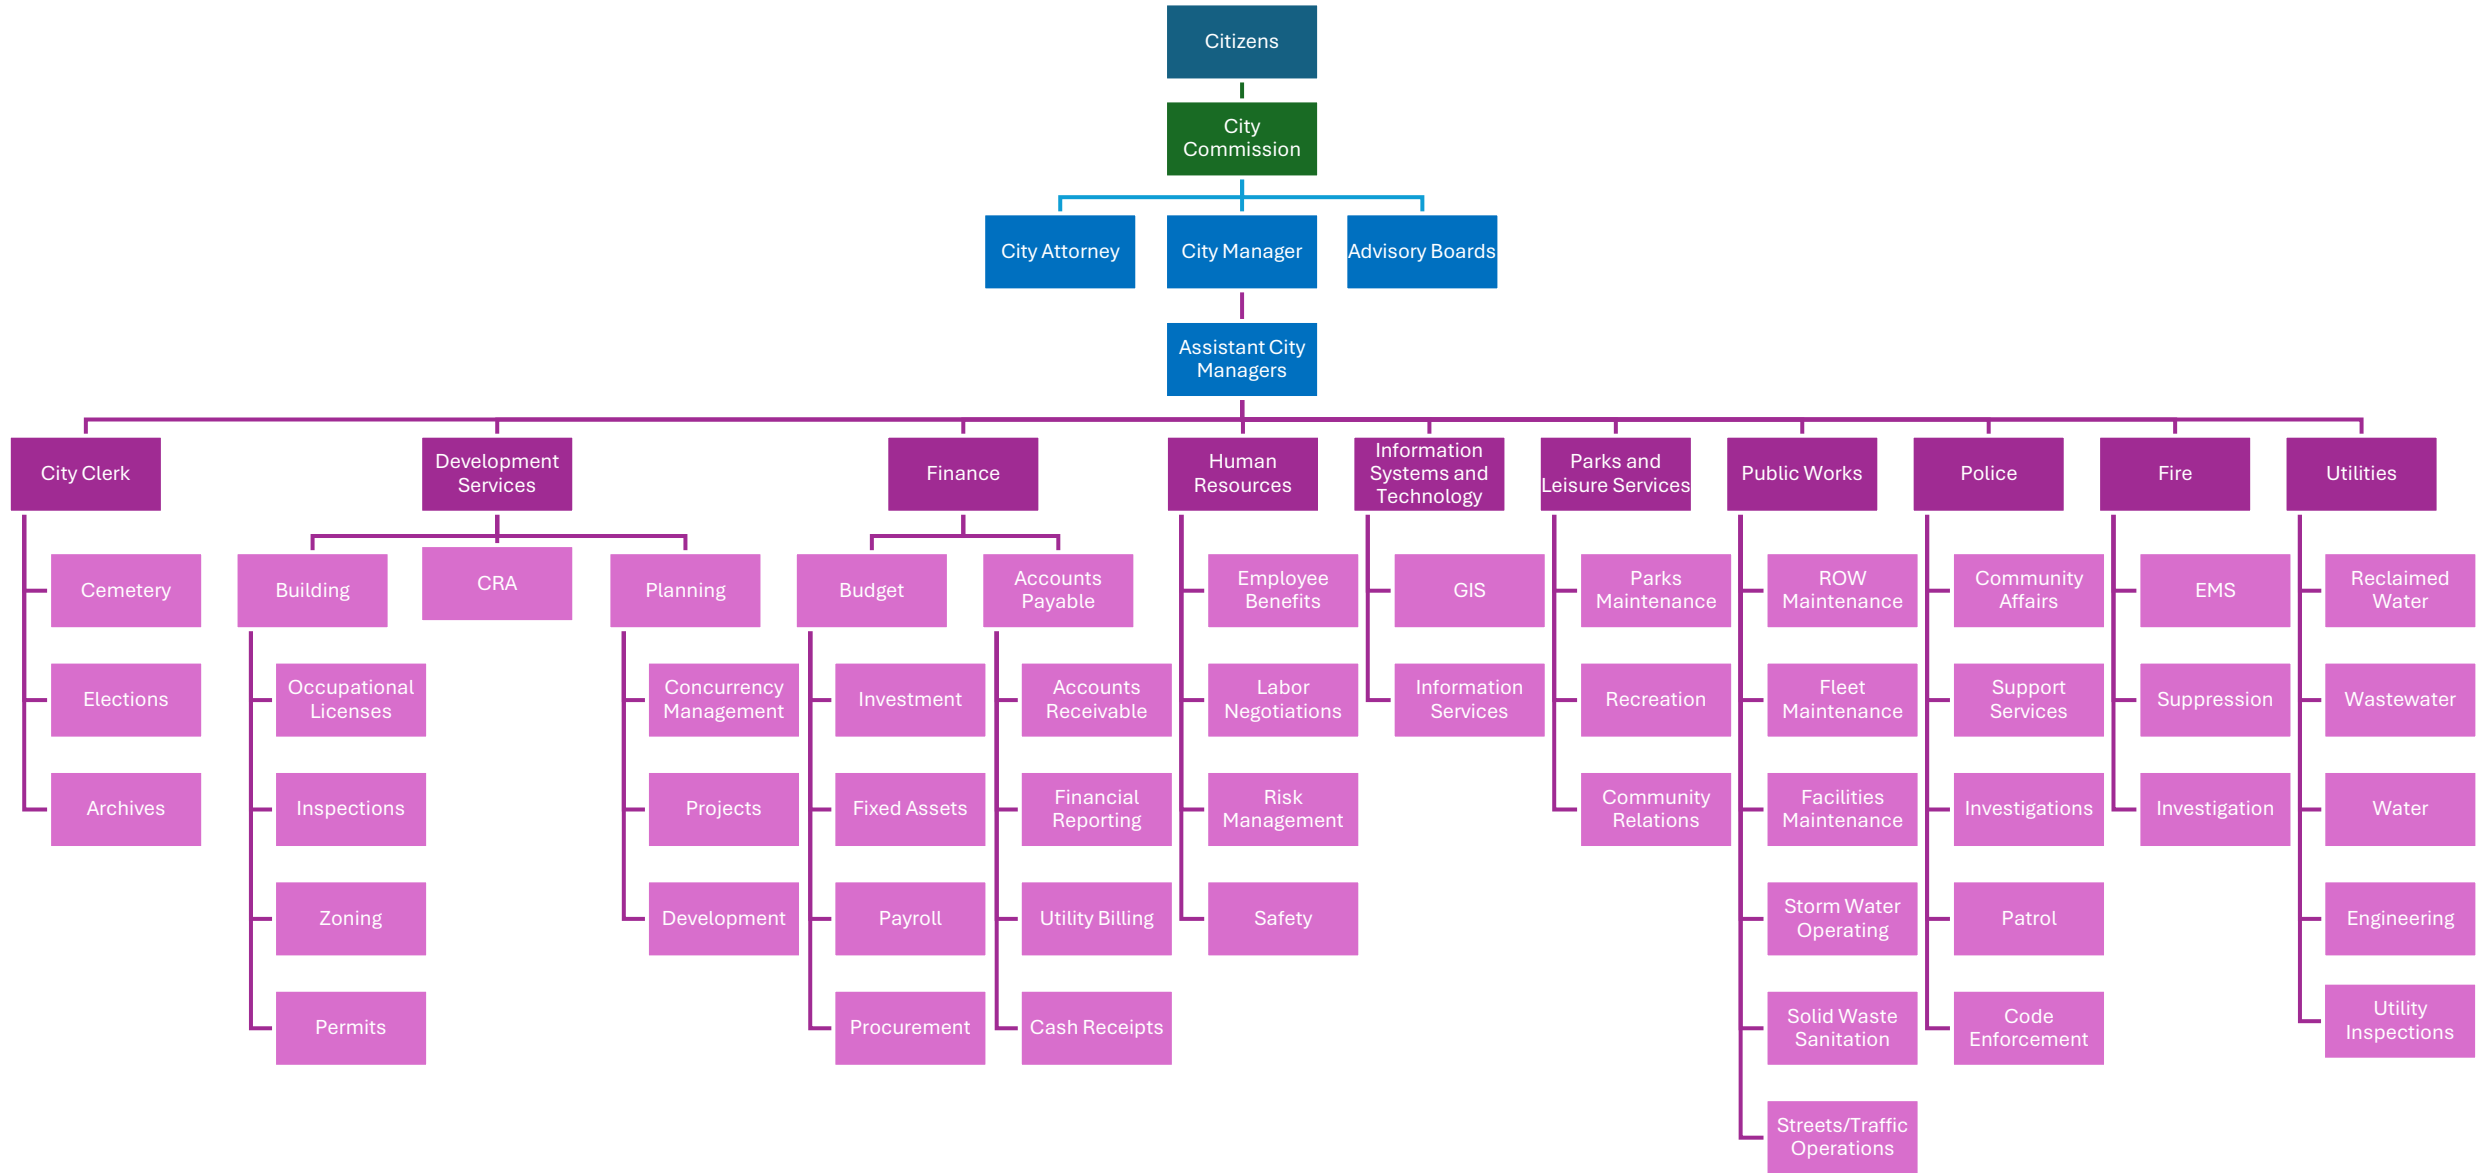 Citizens
City
Commission
City Attorney
City Manager
Advisory Boards
Assistant City
Managers
City Clerk
Development
Services
Finance
Human
Resources
Information
Systems and
Technology
Parks and
Leisure Services
Public Works
Police
Fire
Utilities
Cemetery
Elections
Archives
Building
Occupational
Licenses
Inspections
Zoning
Permits
CRA
Planning
Concurrency
Management
Projects
Development
Budget
Investment
Fixed Assets
Payroll
Procurement
Accounts
Payable
Accounts
Receivable
Financial
Reporting
Utility Billing
Cash Receipts
Employee
Benefits
Labor
Negotiations
Risk
Management
Safety
GIS
Information
Services
Parks
Maintenance
Recreation
Community
Relations
ROW
Maintenance
Fleet
Maintenance
Facilities
Maintenance
Storm Water
Operating
Solid Waste
Sanitation
Streets/Traffic
Operations
Community
Affairs
Support
Services
Investigations
Patrol
Code
Enforcement
EMS
Suppression
Investigation
Reclaimed
Water
Wastewater
Water
Engineering
Utility
Inspections